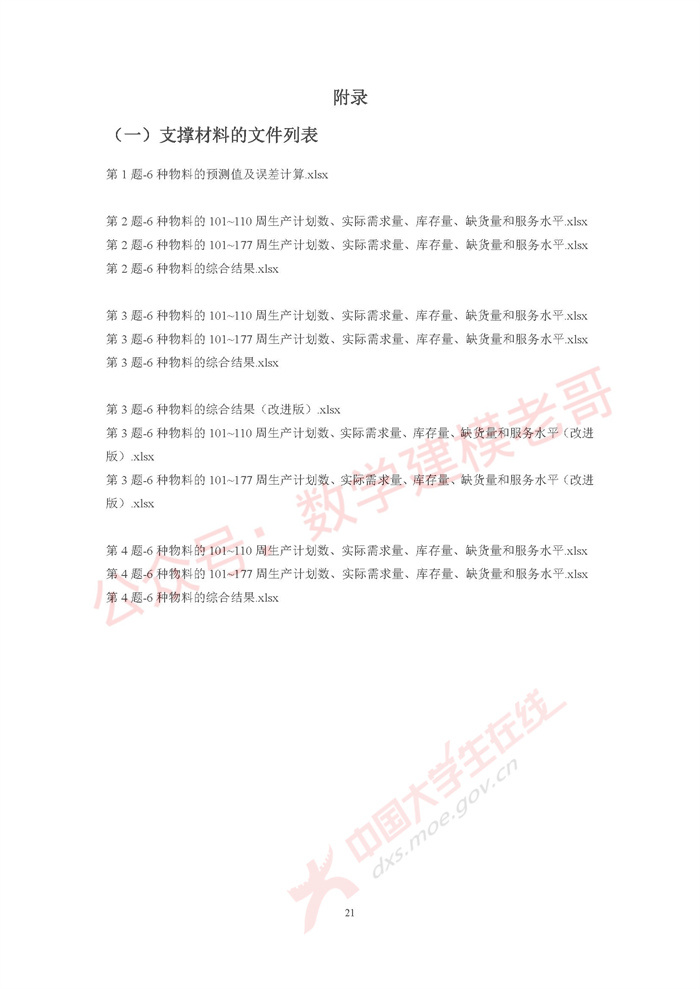 附录
（一）支撑材料的文件列表
第 1 题-6 种物料的预测值及误差计算.xlsx
第 2 题-6 种物料的 101~110 周生产计划数、实际需求量、库存量、缺货量和服务水平.xlsx
第 2 题-6 种物料的 101~177 周生产计划数、实际需求量、库存量、缺货量和服务水平.xlsx
第 2 题-6 种物料的综合结果.xlsx
第 3 题-6 种物料的 101~110 周生产计划数、实际需求量、库存量、缺货量和服务水平.xlsx
第 3 题-6 种物料的 101~177 周生产计划数、实际需求量、库存量、缺货量和服务水平.xlsx
第 3 题-6 种物料的综合结果.xlsx
第 3 题-6 种物料的综合结果（改进版）.xlsx
第 3 题-6 种物料的 101~110 周生产计划数、实际需求量、库存量、缺货量和服务水平（改进
版）.xlsx
第 3 题-6 种物料的 101~177 周生产计划数、实际需求量、库存量、缺货量和服务水平（改进
版）.xlsx
第 4 题-6 种物料的 101~110 周生产计划数、实际需求量、库存量、缺货量和服务水平.xlsx
第 4 题-6 种物料的 101~177 周生产计划数、实际需求量、库存量、缺货量和服务水平.xlsx
第 4 题-6 种物料的综合结果.xlsx
公众号：数学建模老哥
中国大学生在线
dxs.moe.gov.cn
21